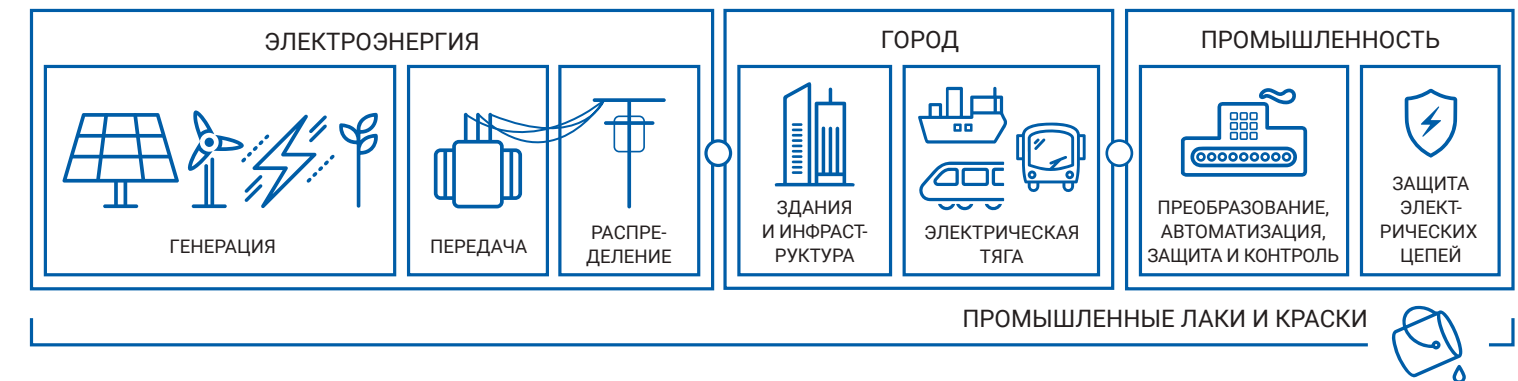 ЭЛЕКТРОЭНЕРГИЯ
ГЕНЕРАЦИЯ
ПЕРЕДАЧА
РАСПРЕ-
ДЕЛЕНИЕ
ГОРОД
ЗДАНИЯ
И ИНФРАСТ-
РУКТУРА
ЭЛЕКТРИЧЕСКАЯ
ТЯГА
ПРОМЫШЛЕННОСТЬ
ПРЕОБРАЗОВАНИЕ,
АВТОМАТИЗАЦИЯ,
ЗАЩИТА И КОНТРОЛЬ
ЗАЩИТА
ЭЛЕКТ-
РИЧЕСКИХ
ЦЕПЕЙ
ПРОМЫШЛЕННЫЕ ЛАКИ И КРАСКИ